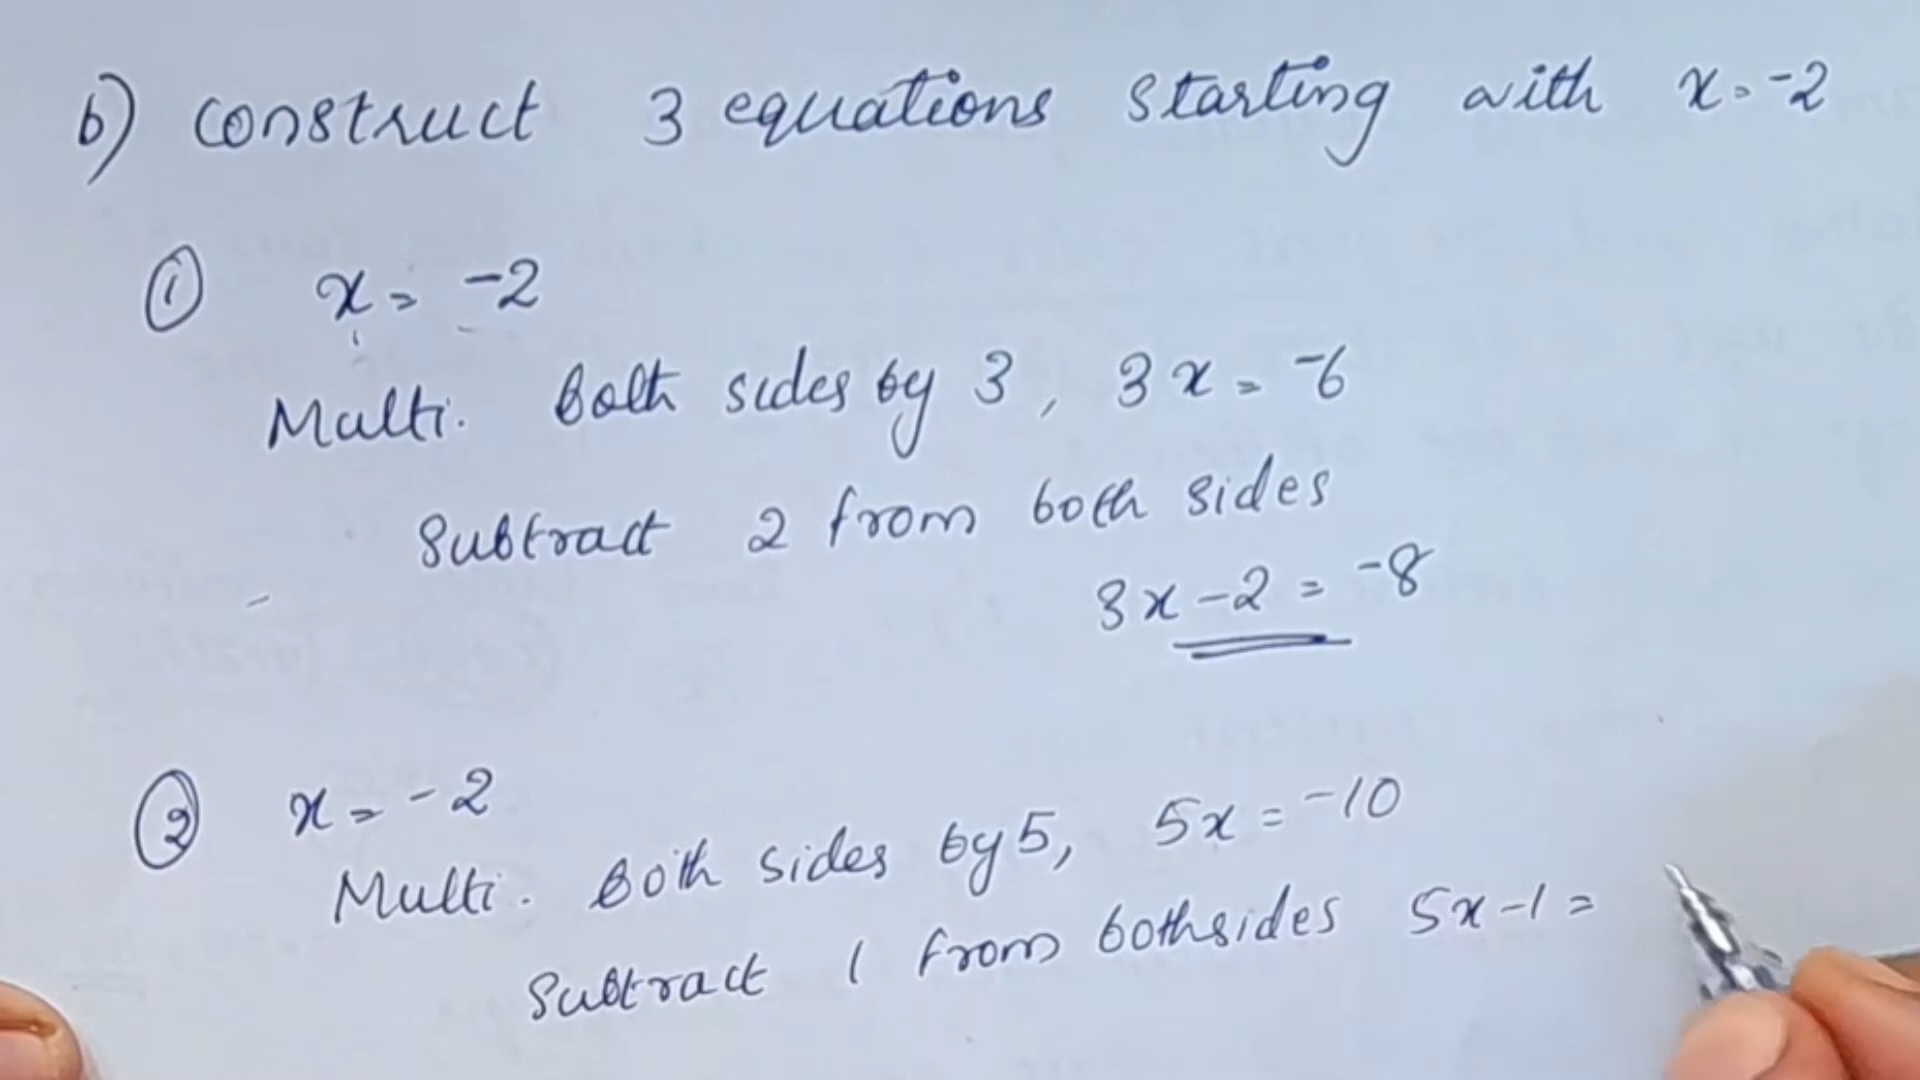 b) construct 3 equations starting with x = -2
① x = -2
Multi. both sides by 3, 3x = -6
Subtract 2 from both sides
3x - 2 = -8
② x = -2
Multi. both sides by 5, 5x = -10
Subtract 1 from bothsides 5x - 1 =